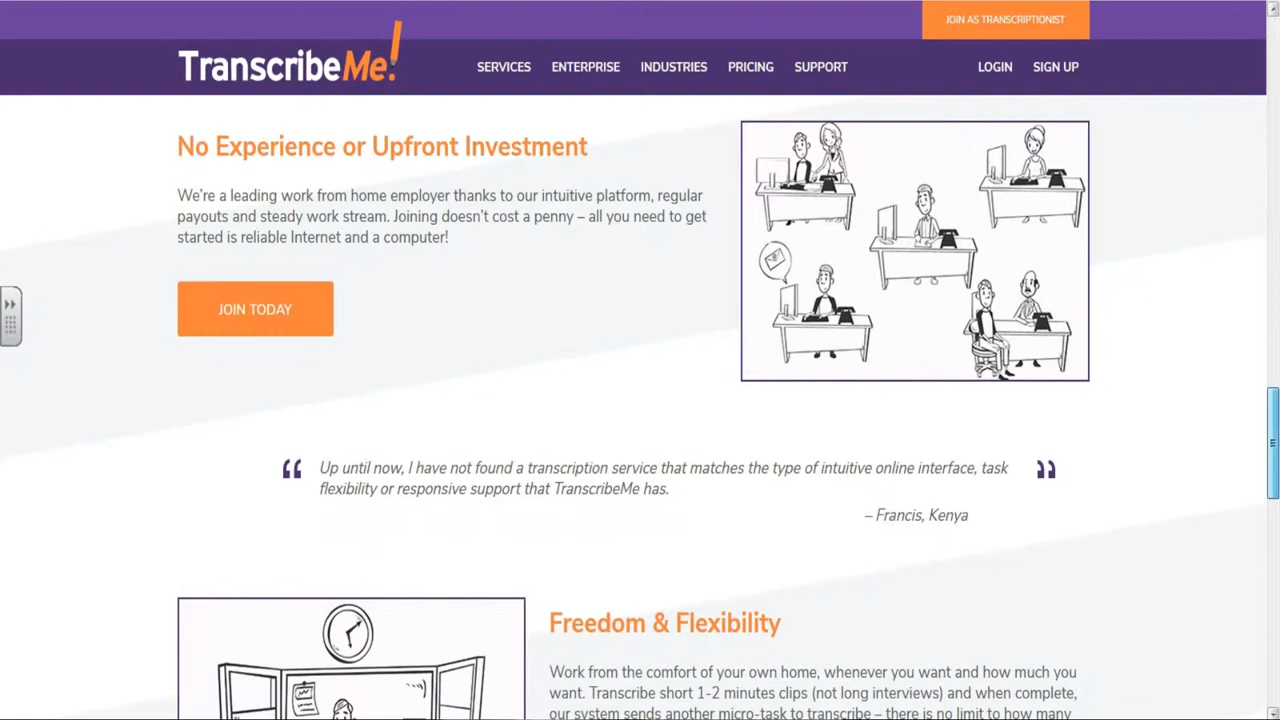 JOIN AS TRANSCRIPTIONIST
TranscribeMe!
SERVICES ENTERPRISE INDUSTRIES PRICING SUPPORT LOGIN SIGN UP
No Experience or Upfront Investment
We're a leading work from home employer thanks to our intuitive platform, regular
payouts and steady work stream. Joining doesn't cost a penny – all you need to get
started is reliable Internet and a computer!
JOIN TODAY
“ Up until now, I have not found a transcription service that matches the type of intuitive online interface, task ”
flexibility or responsive support that TranscribeMe has.
– Francis, Kenya
Freedom & Flexibility
Work from the comfort of your own home, whenever you want and how much you
want. Transcribe short 1-2 minutes clips (not long interviews) and when complete,
our system sends another micro-task to transcribe – there is no limit to how many